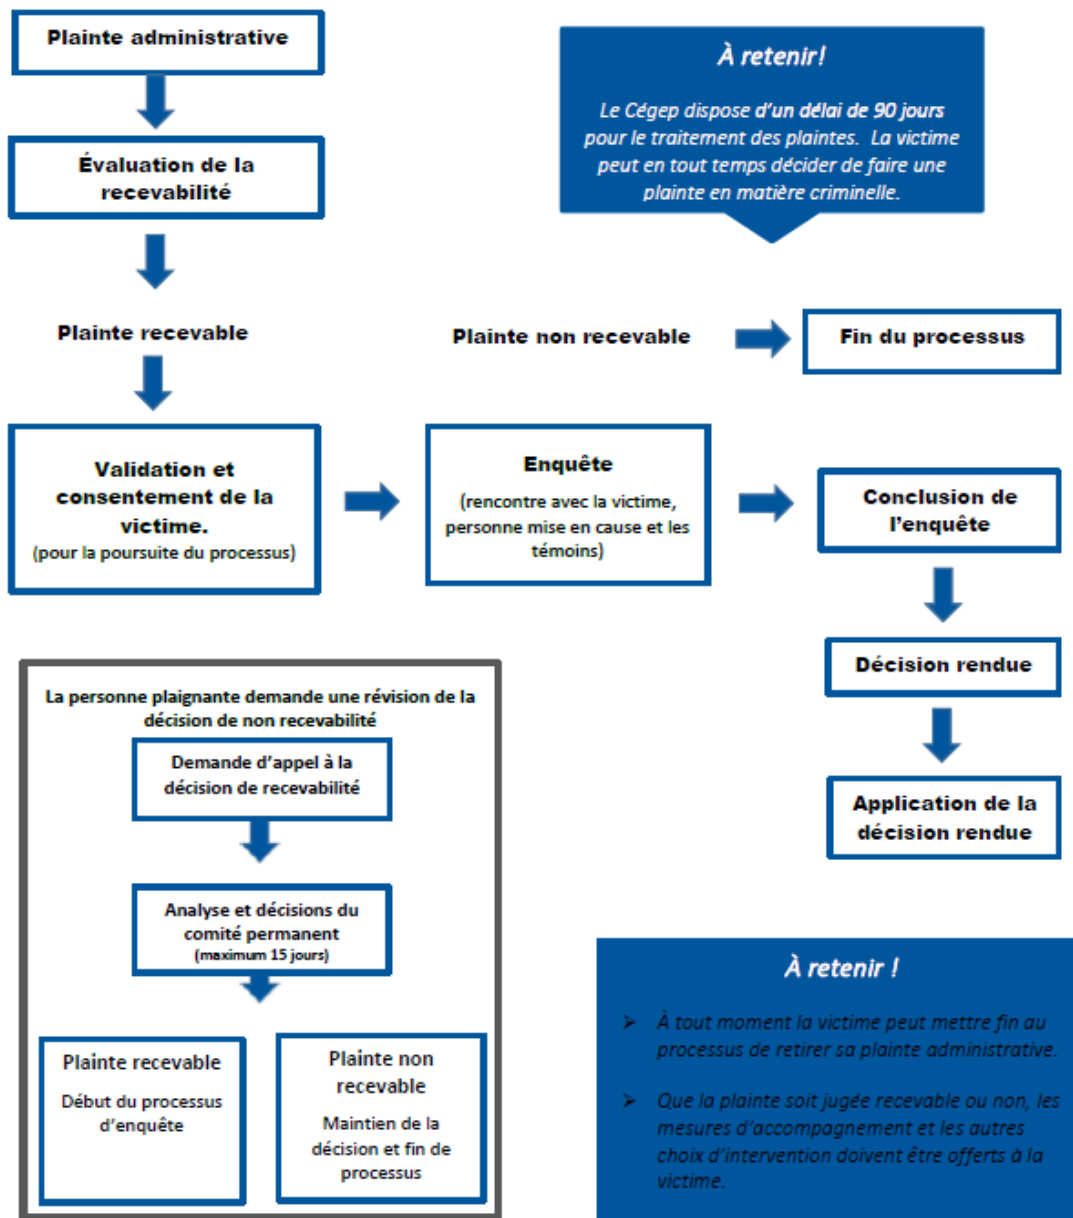 Plainte administrative
À retenir!
Le Cégep dispose d'un délai de 90 jours
pour le traitement des plaintes. La victime
peut en tout temps décider de faire une
plainte en matière criminelle.
Évaluation de la
recevabilité
Plainte recevable
Plainte non recevable
Fin du processus
Validation et
consentement de la
victime.
(pour la poursuite du processus)
Enquête
(rencontre avec la victime,
personne mise en cause et les
témoins)
Conclusion de
l'enquête
Décision rendue
Application de la
décision rendue
La personne plaignante demande une révision de la
décision de non recevabilité
Demande d'appel à la
décision de recevabilité
Analyse et décisions du
comité permanent
(maximum 15 jours)
Plainte recevable
Début du processus
d'enquête
Plainte non
recevable
Maintien de la
décision et fin de
processus
À retenir !
➢ À tout moment la victime peut mettre fin au
processus de retirer sa plainte administrative.
➢ Que la plainte soit jugée recevable ou non, les
mesures d'accompagnement et les autres
choix d'intervention doivent être offerts à la
victime.